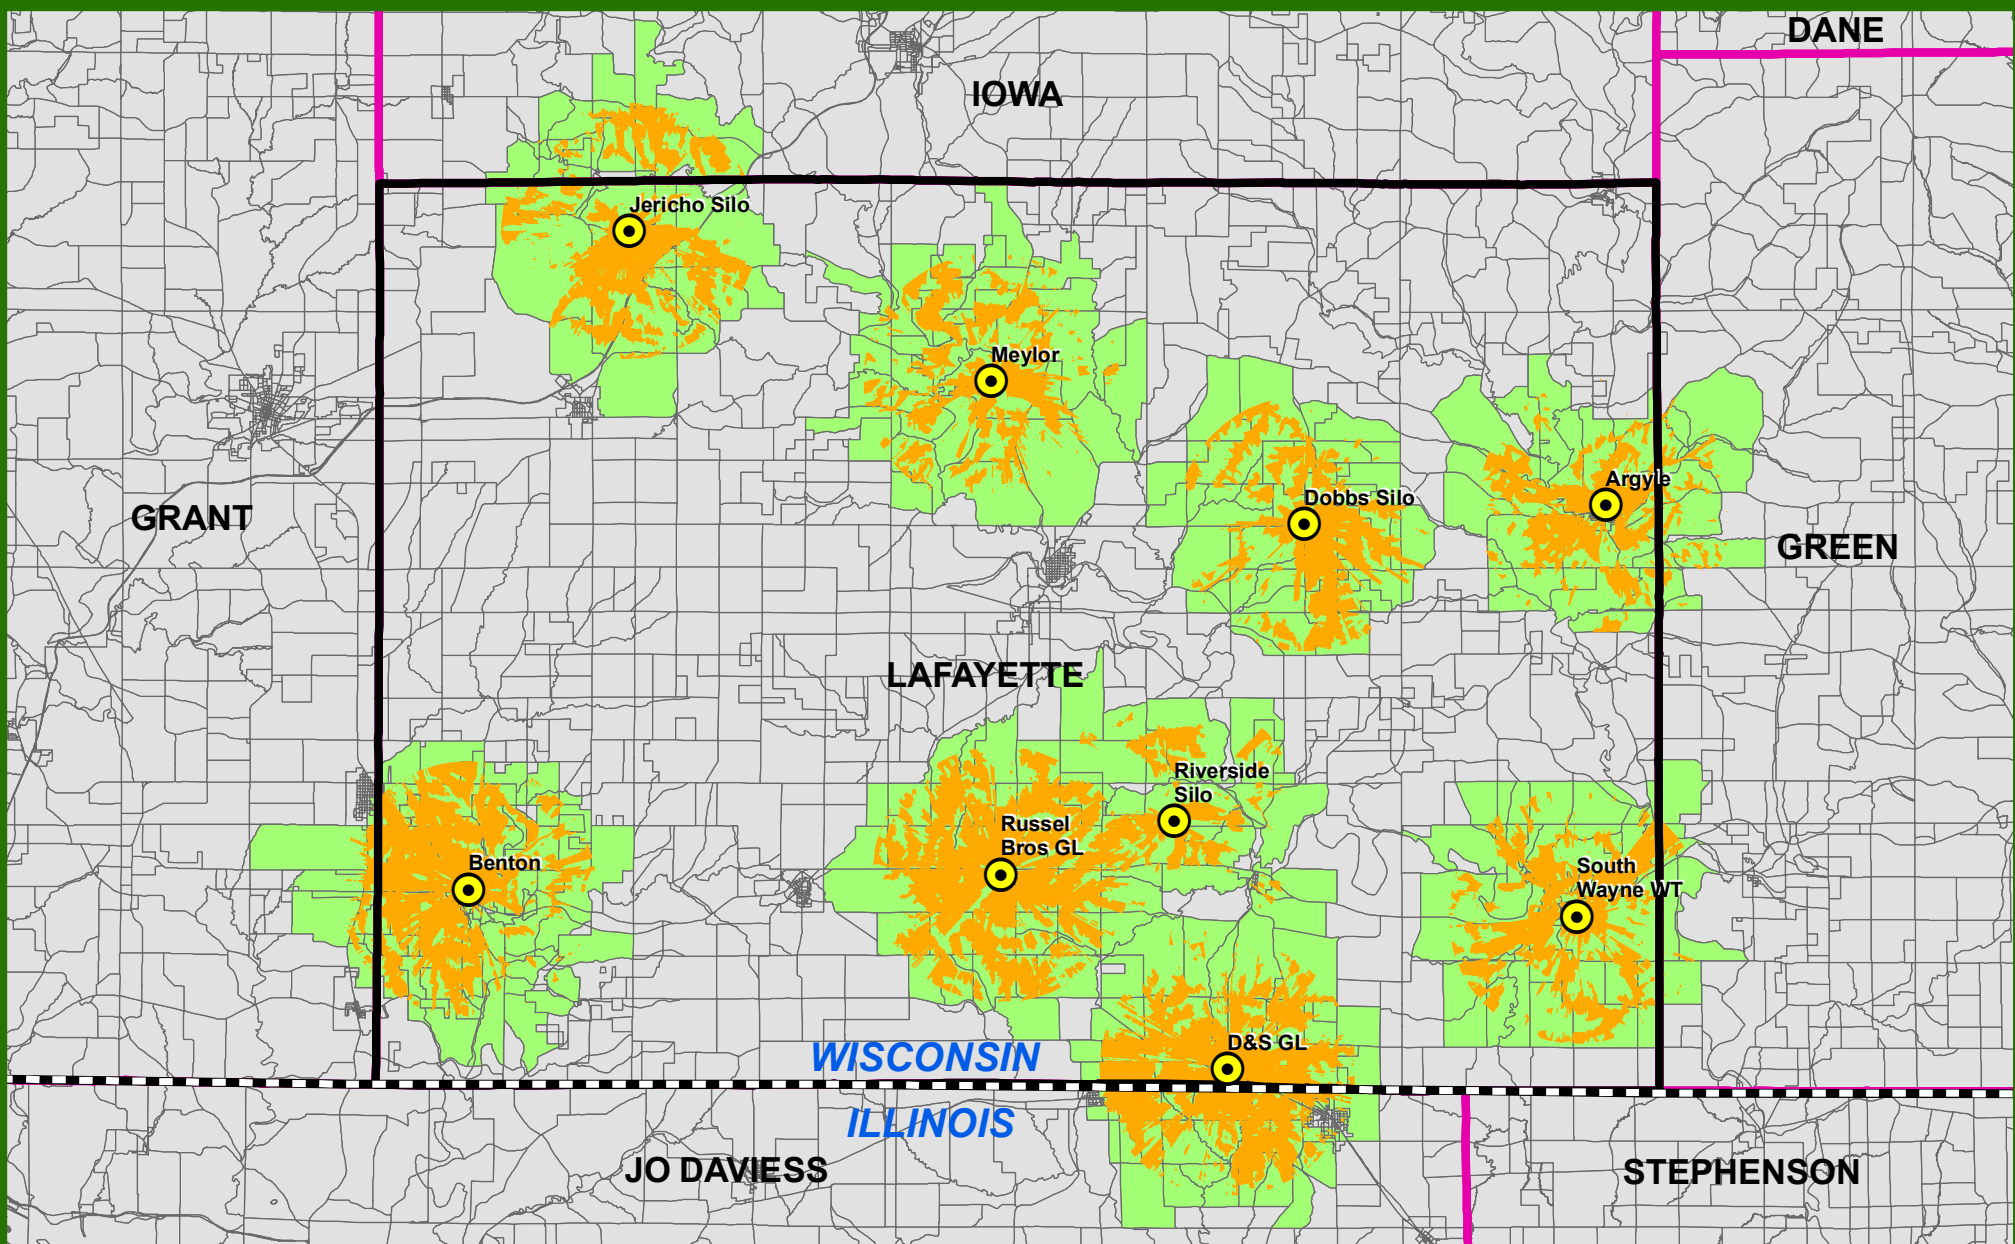 DANE
IOWA
Jericho Silo
Meylor
Argyle
Dobbs Silo
GRANT
GREEN
LAFAYETTE
Riverside
Silo
Russel
Bros GL
Benton
South
Wayne WT
D&S GL
WISCONSIN
ILLINOIS
JO DAVIESS
STEPHENSON